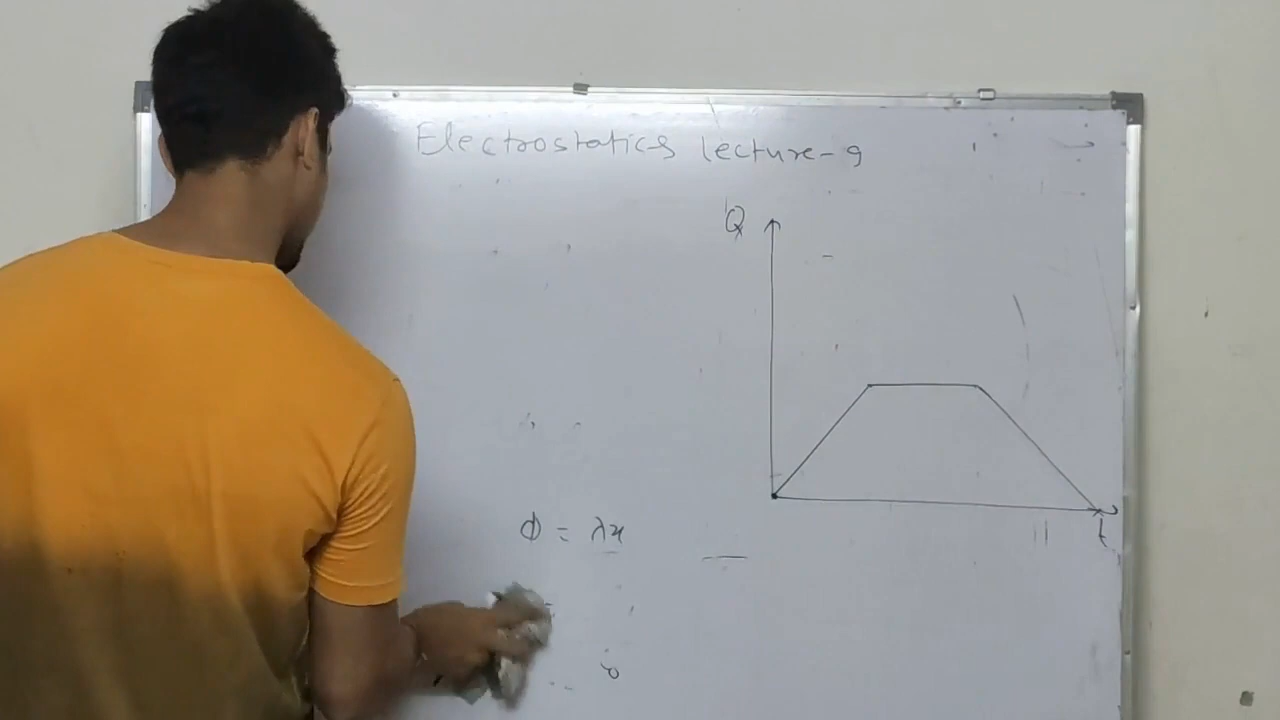 Electrostatics lecture-9
Q
ϕ = λx
t